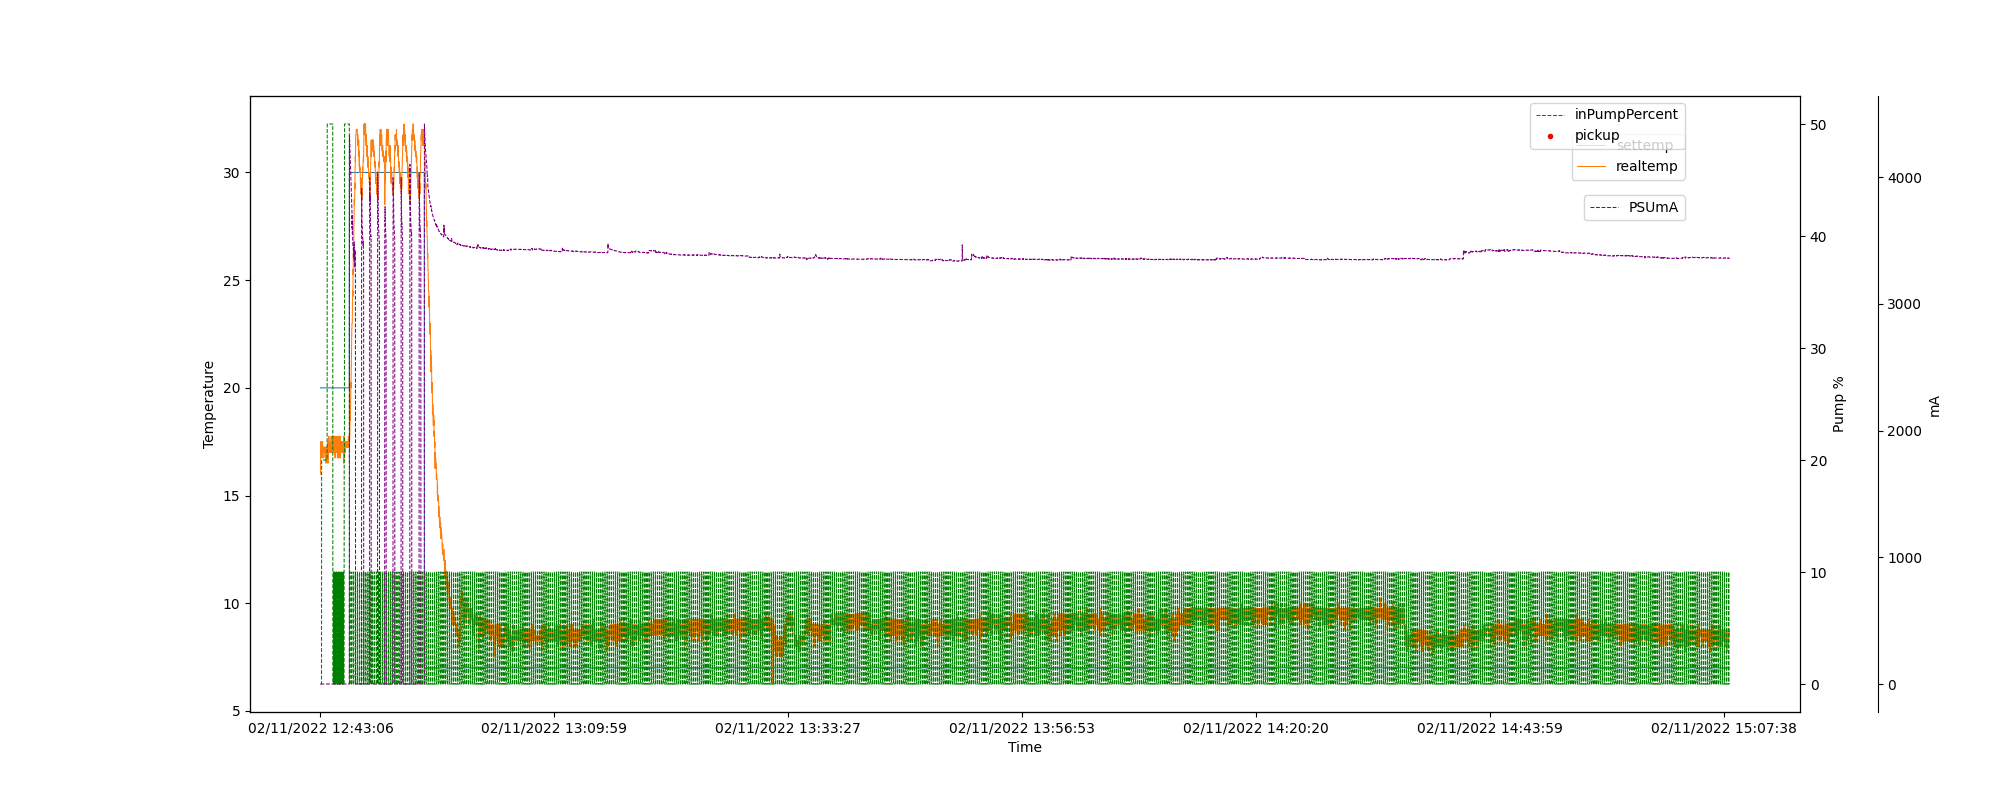 inPumpPercent
pickup
settemp
realtemp
PSUmA
30
25
20
15
10
5
Temperature
50
40
30
20
10
0
Pump %
4000
3000
2000
1000
0
mA
02/11/2022 12:43:06
02/11/2022 13:09:59
02/11/2022 13:33:27
02/11/2022 13:56:53
02/11/2022 14:20:20
02/11/2022 14:43:59
02/11/2022 15:07:38
Time